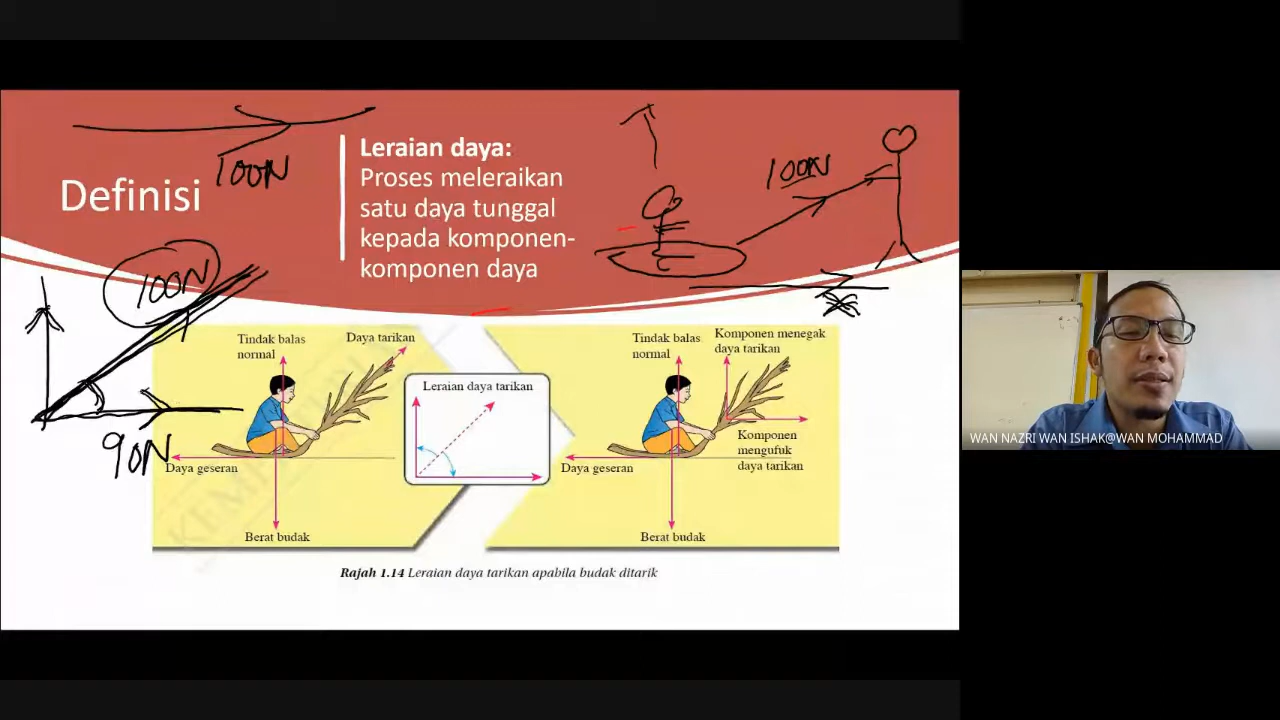 100N
Definisi
Leraian daya:
Proses meleraikan
satu daya tunggal
kepada komponen-
komponen daya
100N
100N
90N
Tindak balas
normal
Daya tarikan
Daya geseran
Berat budak
Leraian daya tarikan
Tindak balas
normal
Komponen menegak
daya tarikan
Komponen
mengufuk
daya tarikan
Daya geseran
Berat budak
Rajah 1.14 Leraian daya tarikan apabila budak ditarik
WAN NAZRI WAN ISHAK@WAN MOHAMMAD